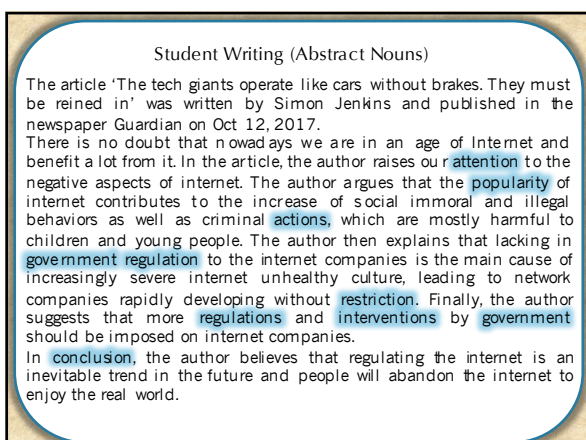 Student Writing (Abstract Nouns)
The article ‘The tech giants operate like cars without brakes. They must
be reined in’ was written by Simon Jenkins and published in the
newspaper Guardian on Oct 12, 2017.
There is no doubt that nowadays we are in an age of Internet and
benefit a lot from it. In the article, the author raises our attention to the
negative aspects of internet. The author argues that the popularity of
internet contributes to the increase of social immoral and illegal
behaviors as well as criminal actions, which are mostly harmful to
children and young people. The author then explains that lacking in
government regulation to the internet companies is the main cause of
increasingly severe internet unhealthy culture, leading to network
companies rapidly developing without restriction. Finally, the author
suggests that more regulations and interventions by government
should be imposed on internet companies.
In conclusion, the author believes that regulating the internet is an
inevitable trend in the future and people will abandon the internet to
enjoy the real world.